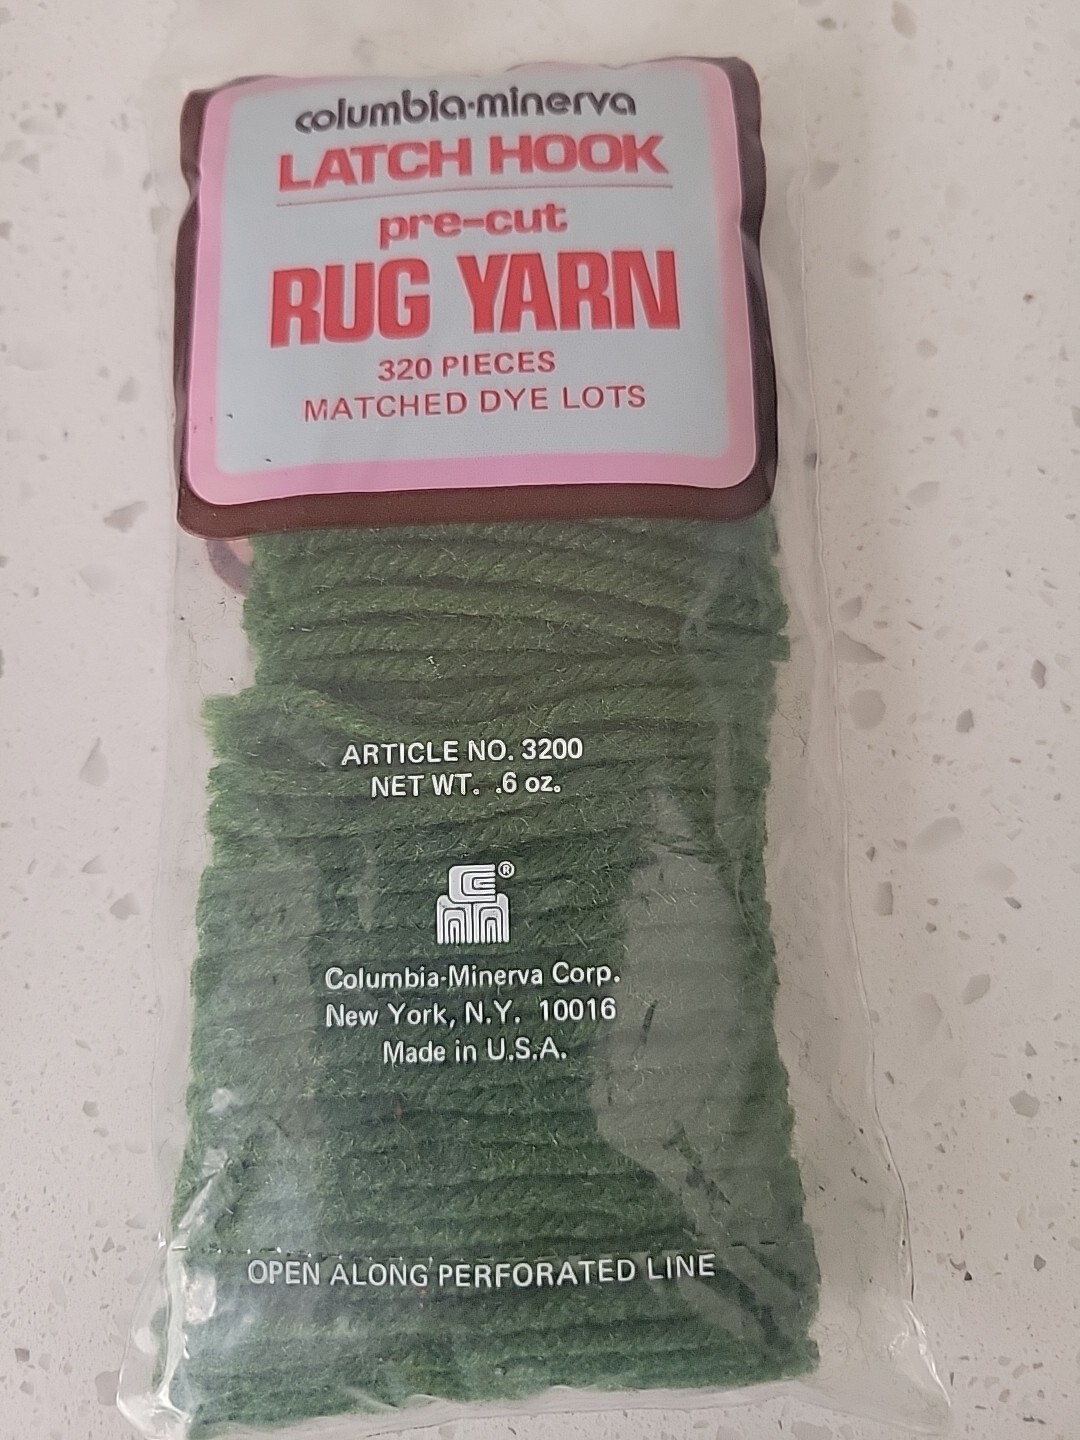 columbia-minerva
LATCH HOOK
pre-cut
RUG YARN
320 PIECES
MATCHED DYE LOTS
ARTICLE NO. 3200
NET WT. .6 oz.
®
Columbia-Minerva Corp.
New York, N.Y. 10016
Made in U.S.A.
OPEN ALONG PERFORATED LINE